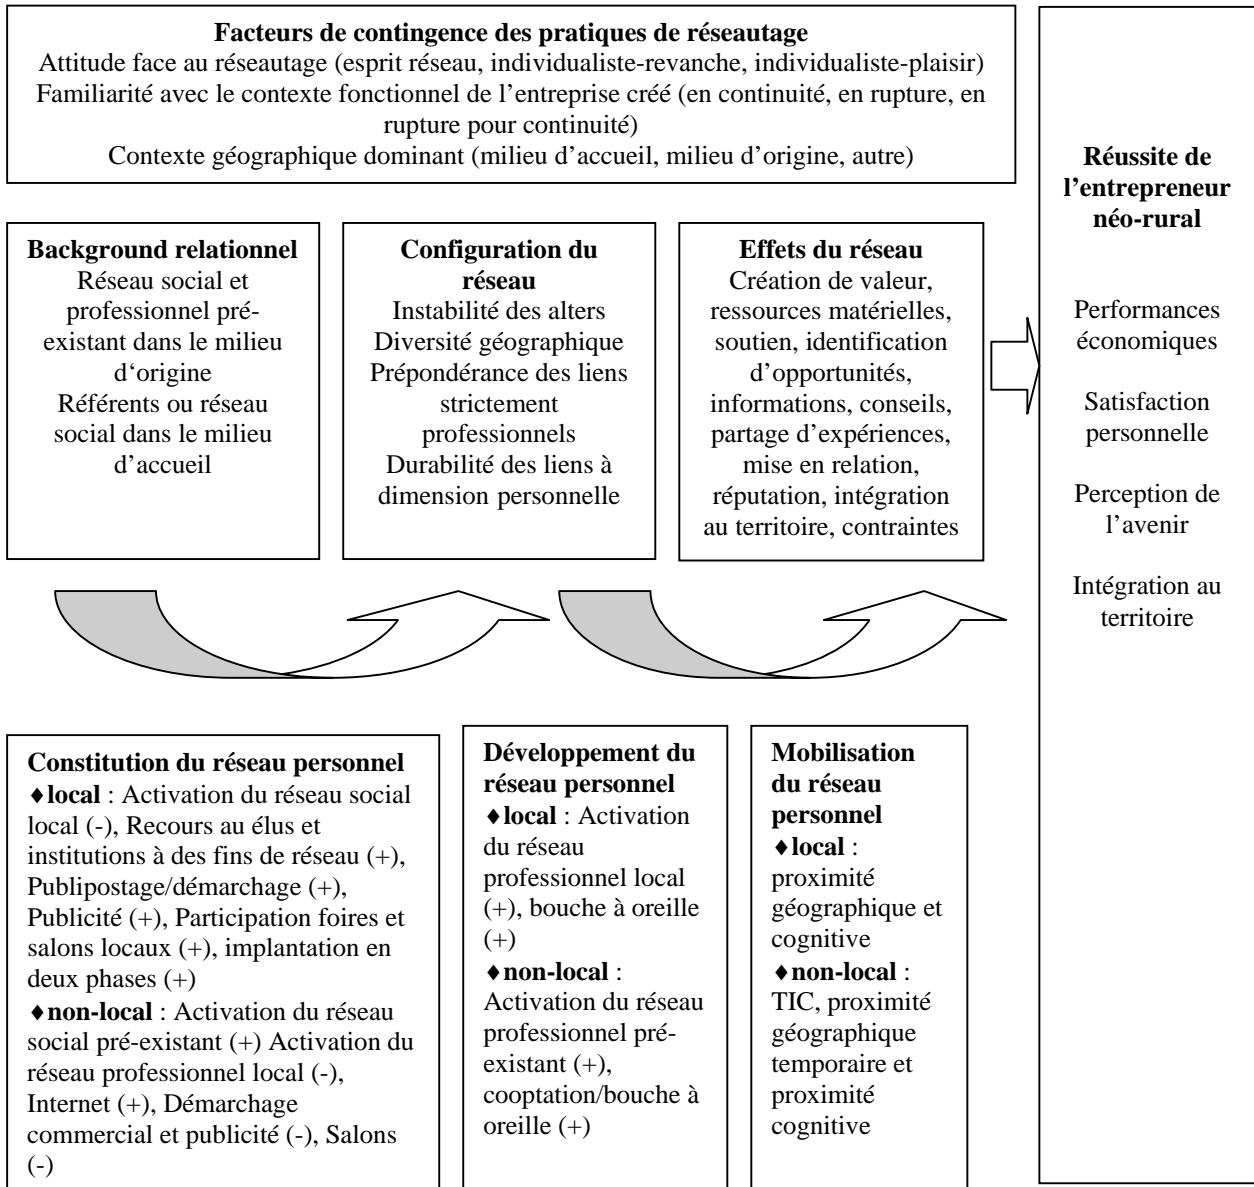 Facteurs de contingence des pratiques de réseautage
Attitude face au réseautage (esprit réseau, individualiste-revanche, individualiste-plaisir)
Familiarité avec le contexte fonctionnel de l’entreprise créé (en continuité, en rupture, en
rupture pour continuité)
Contexte géographique dominant (milieu d’accueil, milieu d’origine, autre)
Background relationnel
Réseau social et
professionnel pré-
existant dans le milieu
d‘origine
Référents ou réseau
social dans le milieu
d’accueil
Configuration du
réseau
Instabilité des alters
Diversité géographique
Prépondérance des liens
strictement
professionnels
Durabilité des liens à
dimension personnelle
Effets du réseau
Création de valeur,
ressources matérielles,
soutien, identification
d’opportunités,
informations, conseils,
partage d’expériences,
mise en relation,
réputation, intégration
au territoire, contraintes
Réussite de
l’entrepreneur
néo-rural
Performances
économiques
Satisfaction
personnelle
Perception de
l’avenir
Intégration au
territoire
Constitution du réseau personnel
♦local : Activation du réseau social
local (-), Recours au élus et
institutions à des fins de réseau (+),
Publipostage/démarchage (+),
Publicité (+), Participation foires et
salons locaux (+), implantation en
deux phases (+)
♦non-local : Activation du réseau
social pré-existant (+) Activation du
réseau professionnel local (-),
Internet (+), Démarchage
commercial et publicité (-), Salons
(-)
Développement du
réseau personnel
♦local : Activation
du réseau
professionnel local
(+), bouche à oreille
(+)
♦non-local :
Activation du réseau
professionnel pré-
existant (+),
cooptation/bouche à
oreille (+)
Mobilisation
du réseau
personnel
♦local :
proximité
géographique et
cognitive
♦non-local :
TIC, proximité
géographique
temporaire et
proximité
cognitive